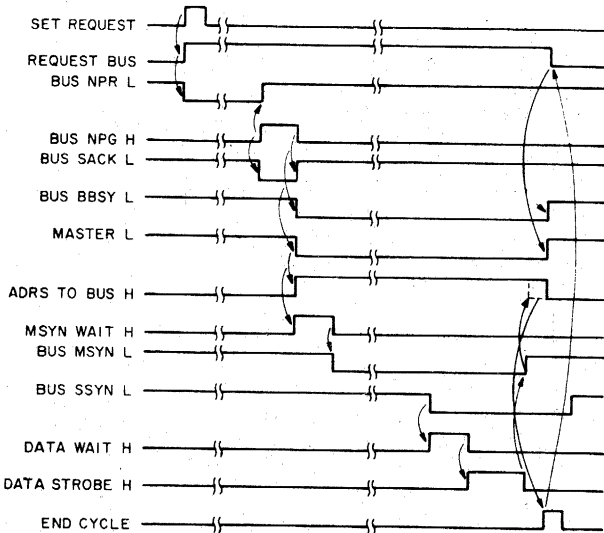 SET REQUEST
REQUEST BUS
BUS NPR L
BUS NPG H
BUS SACK L
BUS BBSY L
MASTER L
ADRS TO BUS H
MSYN WAIT H
BUS MSYN L
BUS SSYN L
DATA WAIT H
DATA STROBE H
END CYCLE